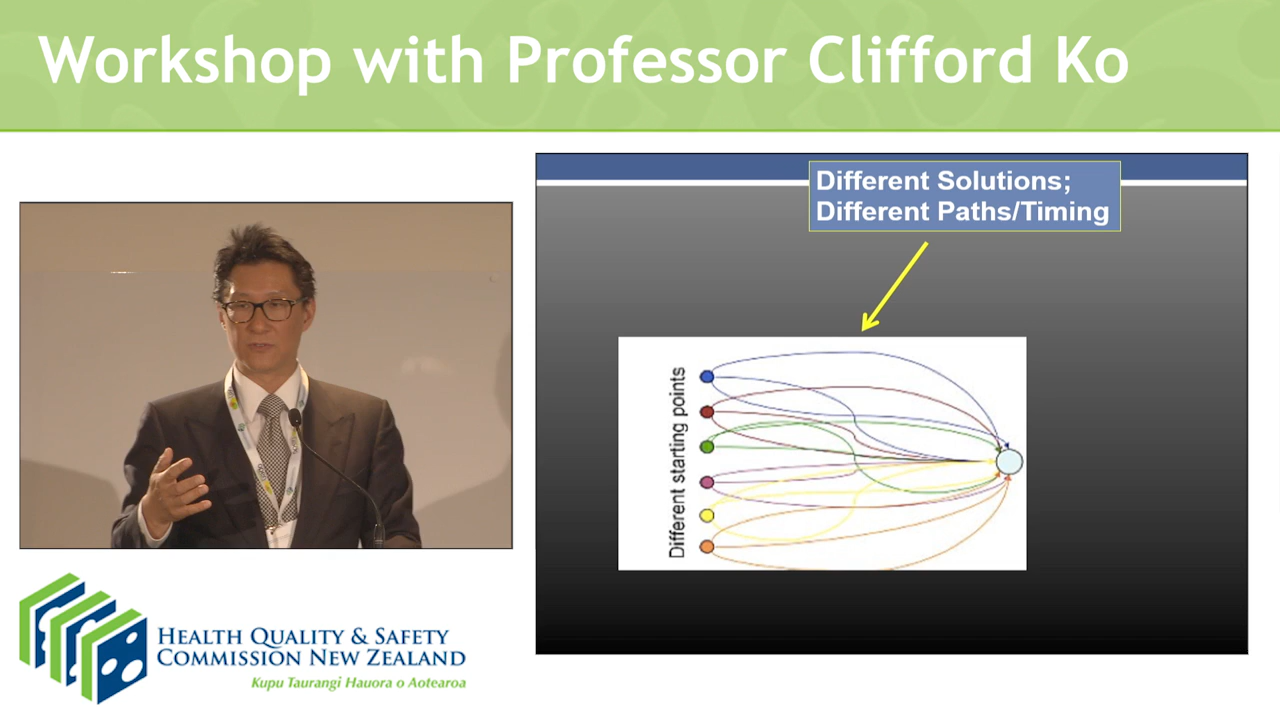 Workshop with Professor Clifford Ko
Different Solutions;
Different Paths/Timing
Different starting points
HEALTH QUALITY & SAFETY
COMMISSION NEW ZEALAND
Kupu Taurangi Hauora o Aotearoa